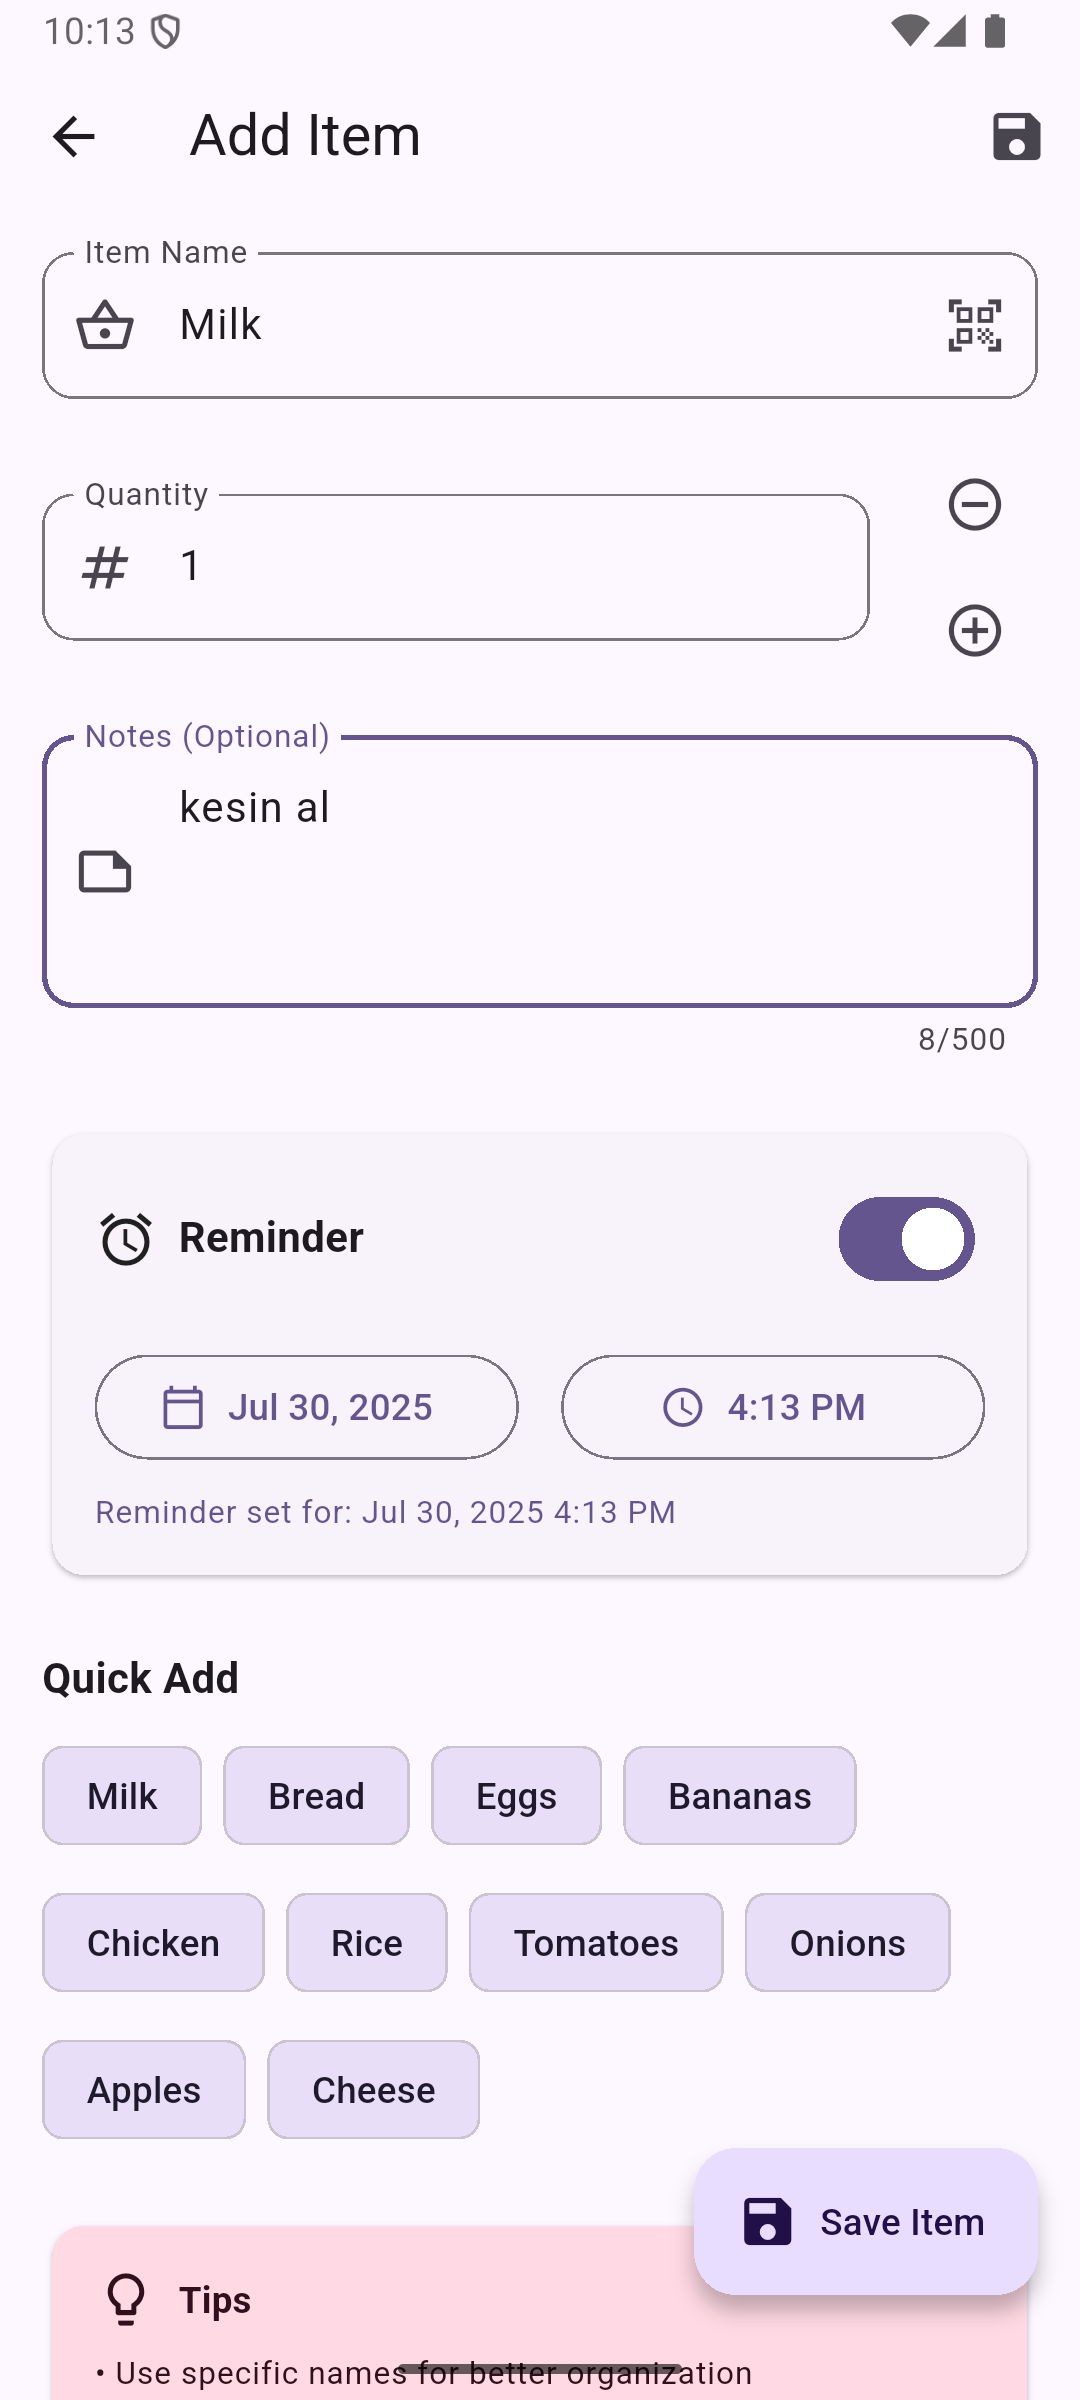 10:13
Add Item
Item Name
Milk
Quantity
# 1
Notes (Optional)
kesin al
8/500
Reminder
Jul 30, 2025 4:13 PM
Reminder set for: Jul 30, 2025 4:13 PM
Quick Add
Milk Bread Eggs Bananas
Chicken Rice Tomatoes Onions
Apples Cheese
Save Item
Tips
• Use specific names for better organization